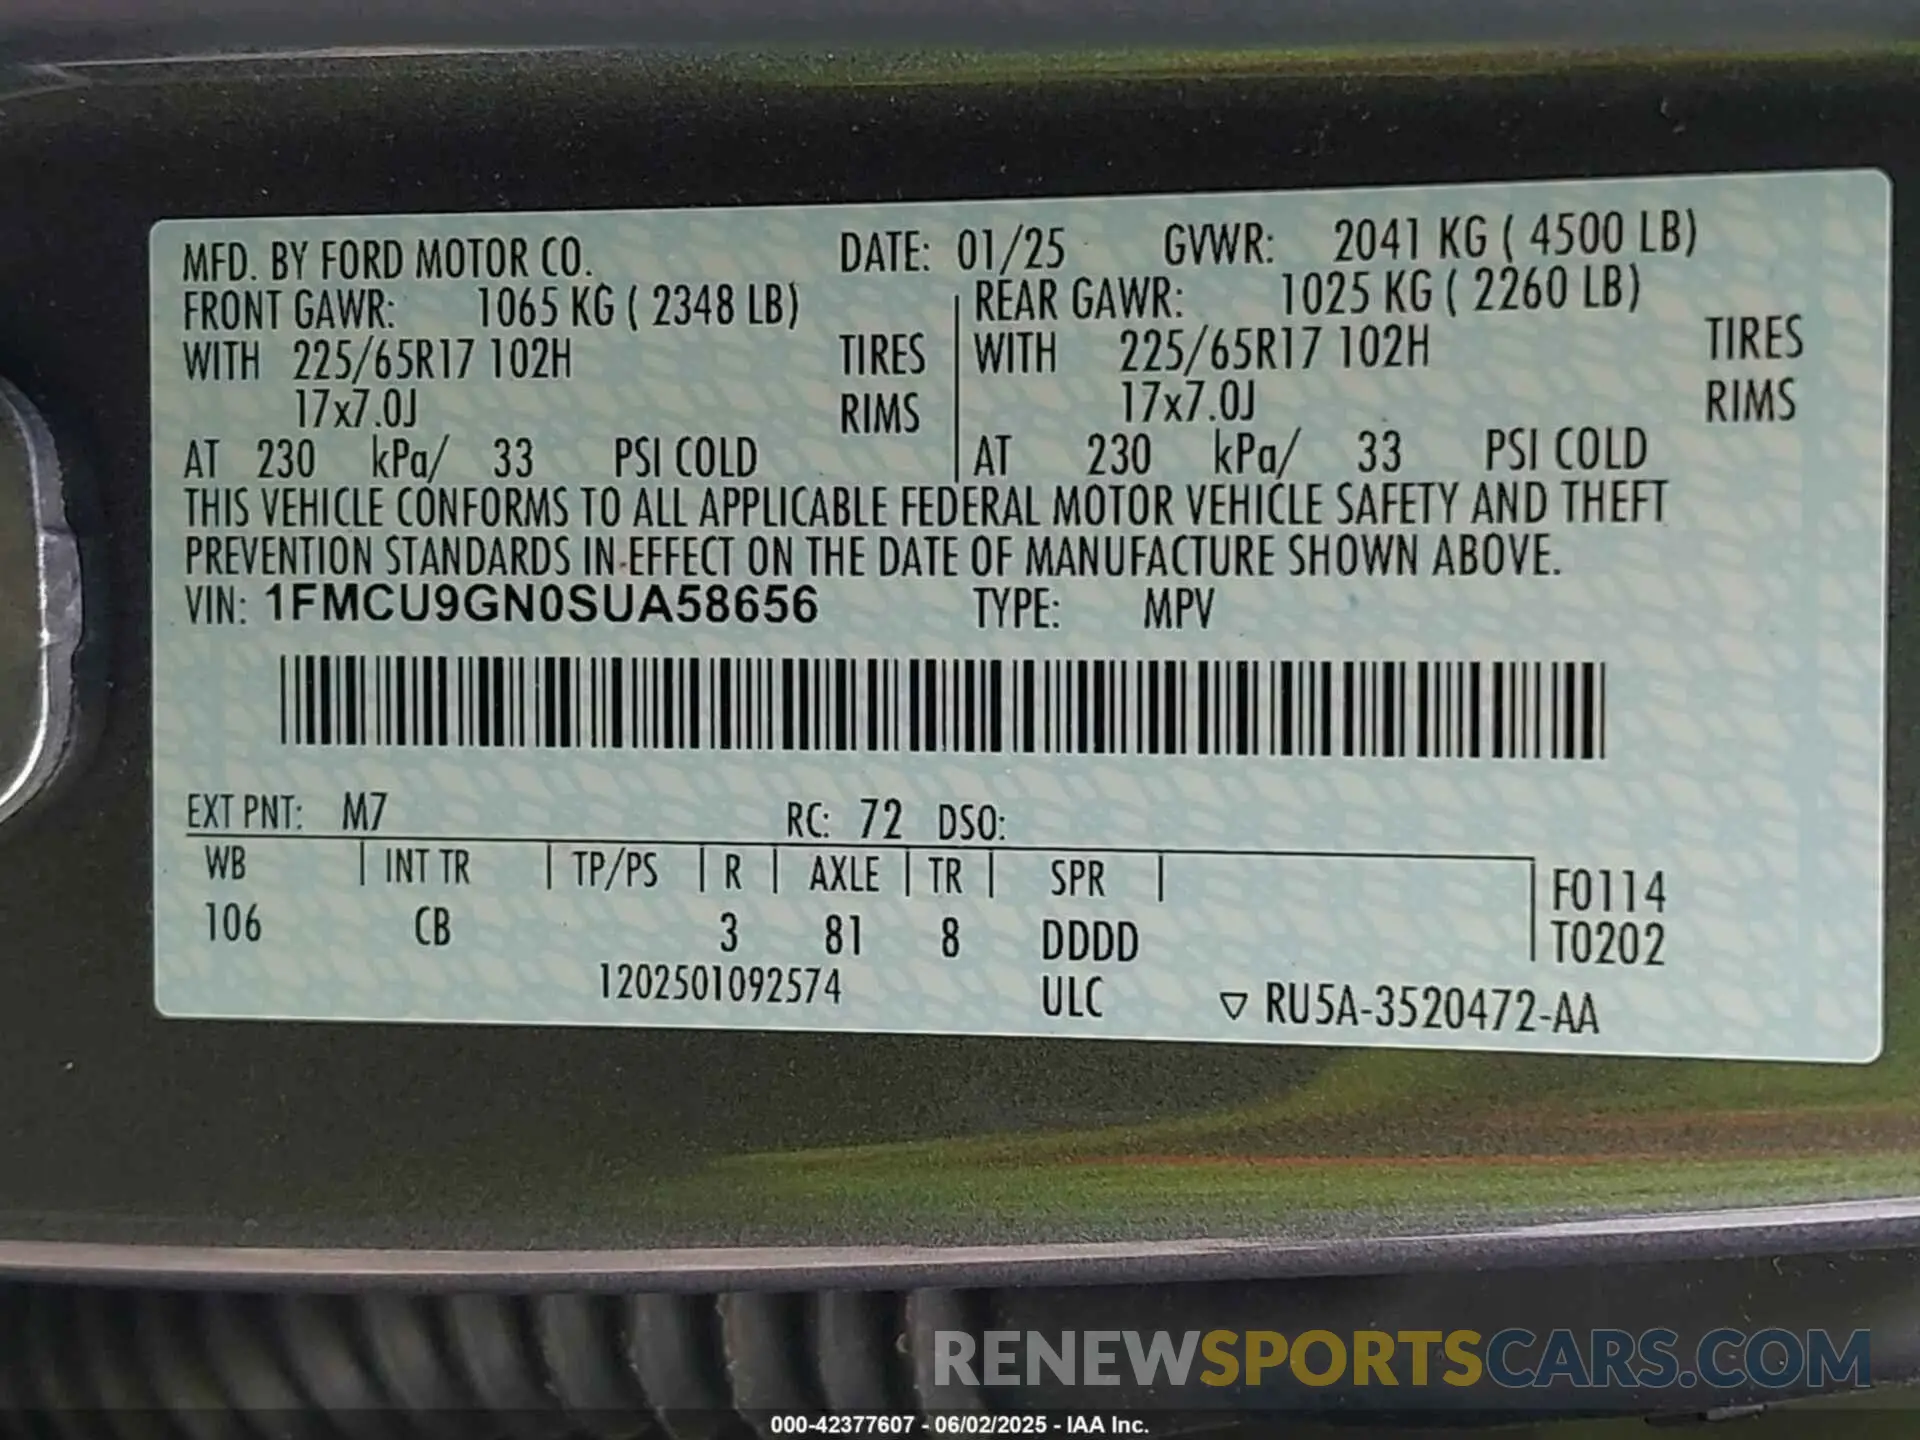 MFD. BY FORD MOTOR CO. DATE: 01/25 GVWR: 2041 KG ( 4500 LB)
FRONT GAWR: 1065 KG ( 2348 LB) REAR GAWR: 1025 KG ( 2260 LB)
WITH 225/65R17 102H TIRES WITH 225/65R17 102H TIRES
17x7.0J RIMS 17x7.0J RIMS
AT 230 kPa/ 33 PSI COLD AT 230 kPa/ 33 PSI COLD
THIS VEHICLE CONFORMS TO ALL APPLICABLE FEDERAL MOTOR VEHICLE SAFETY AND THEFT
PREVENTION STANDARDS IN EFFECT ON THE DATE OF MANUFACTURE SHOWN ABOVE.
VIN: 1FMCU9GN0SUA58656 TYPE: MPV
EXT PNT: M7 RC: 72 DSO:
WB INT TR TP/PS R AXLE TR SPR F0114
106 CB 3 81 8 DDDD T0202
1202501092574 ULC ▽ RU5A-3520472-AA
RENEWSPORTSCARS.COM
000-42377607 - 06/02/2025 - IAA Inc.